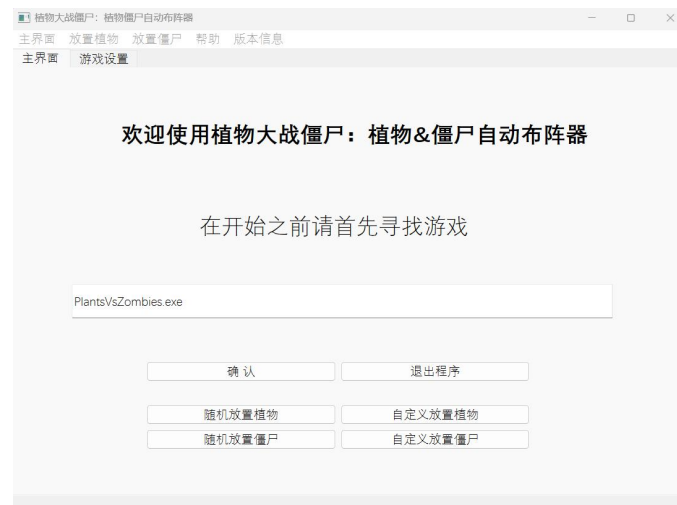 植物大战僵尸：植物僵尸自动布阵器
主界面 放置植物 放置僵尸 帮助 版本信息
主界面 游戏设置
欢迎使用植物大战僵尸：植物&僵尸自动布阵器
在开始之前请首先寻找游戏
PlantsVsZombies.exe
确 认 退出程序
随机放置植物 自定义放置植物
随机放置僵尸 自定义放置僵尸